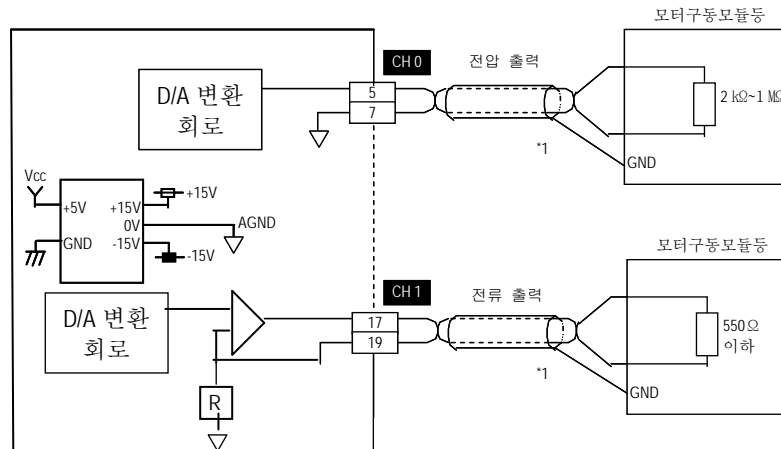 모터구동모듈등
CH 0
전압 출력
D/A 변환
회로
5
7
2 kΩ~1 MΩ
*1
GND
Vcc
+5V
+15V
+15V
0V
AGND
GND
-15V
-15V
모터구동모듈등
CH 1
전류 출력
D/A 변환
회로
17
19
550Ω
이하
*1
R
GND